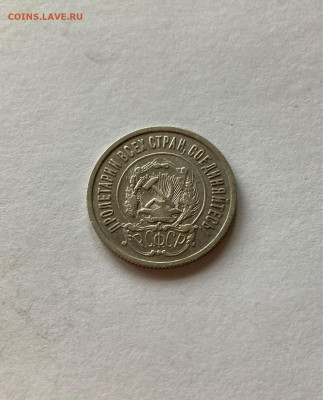 COINS.LAVE.RU
ПРОЛЕТАРИИ ВСЕХ СТРАН, СОЕДИНЯЙТЕСЬ!
Р.С.Ф.С.Р.